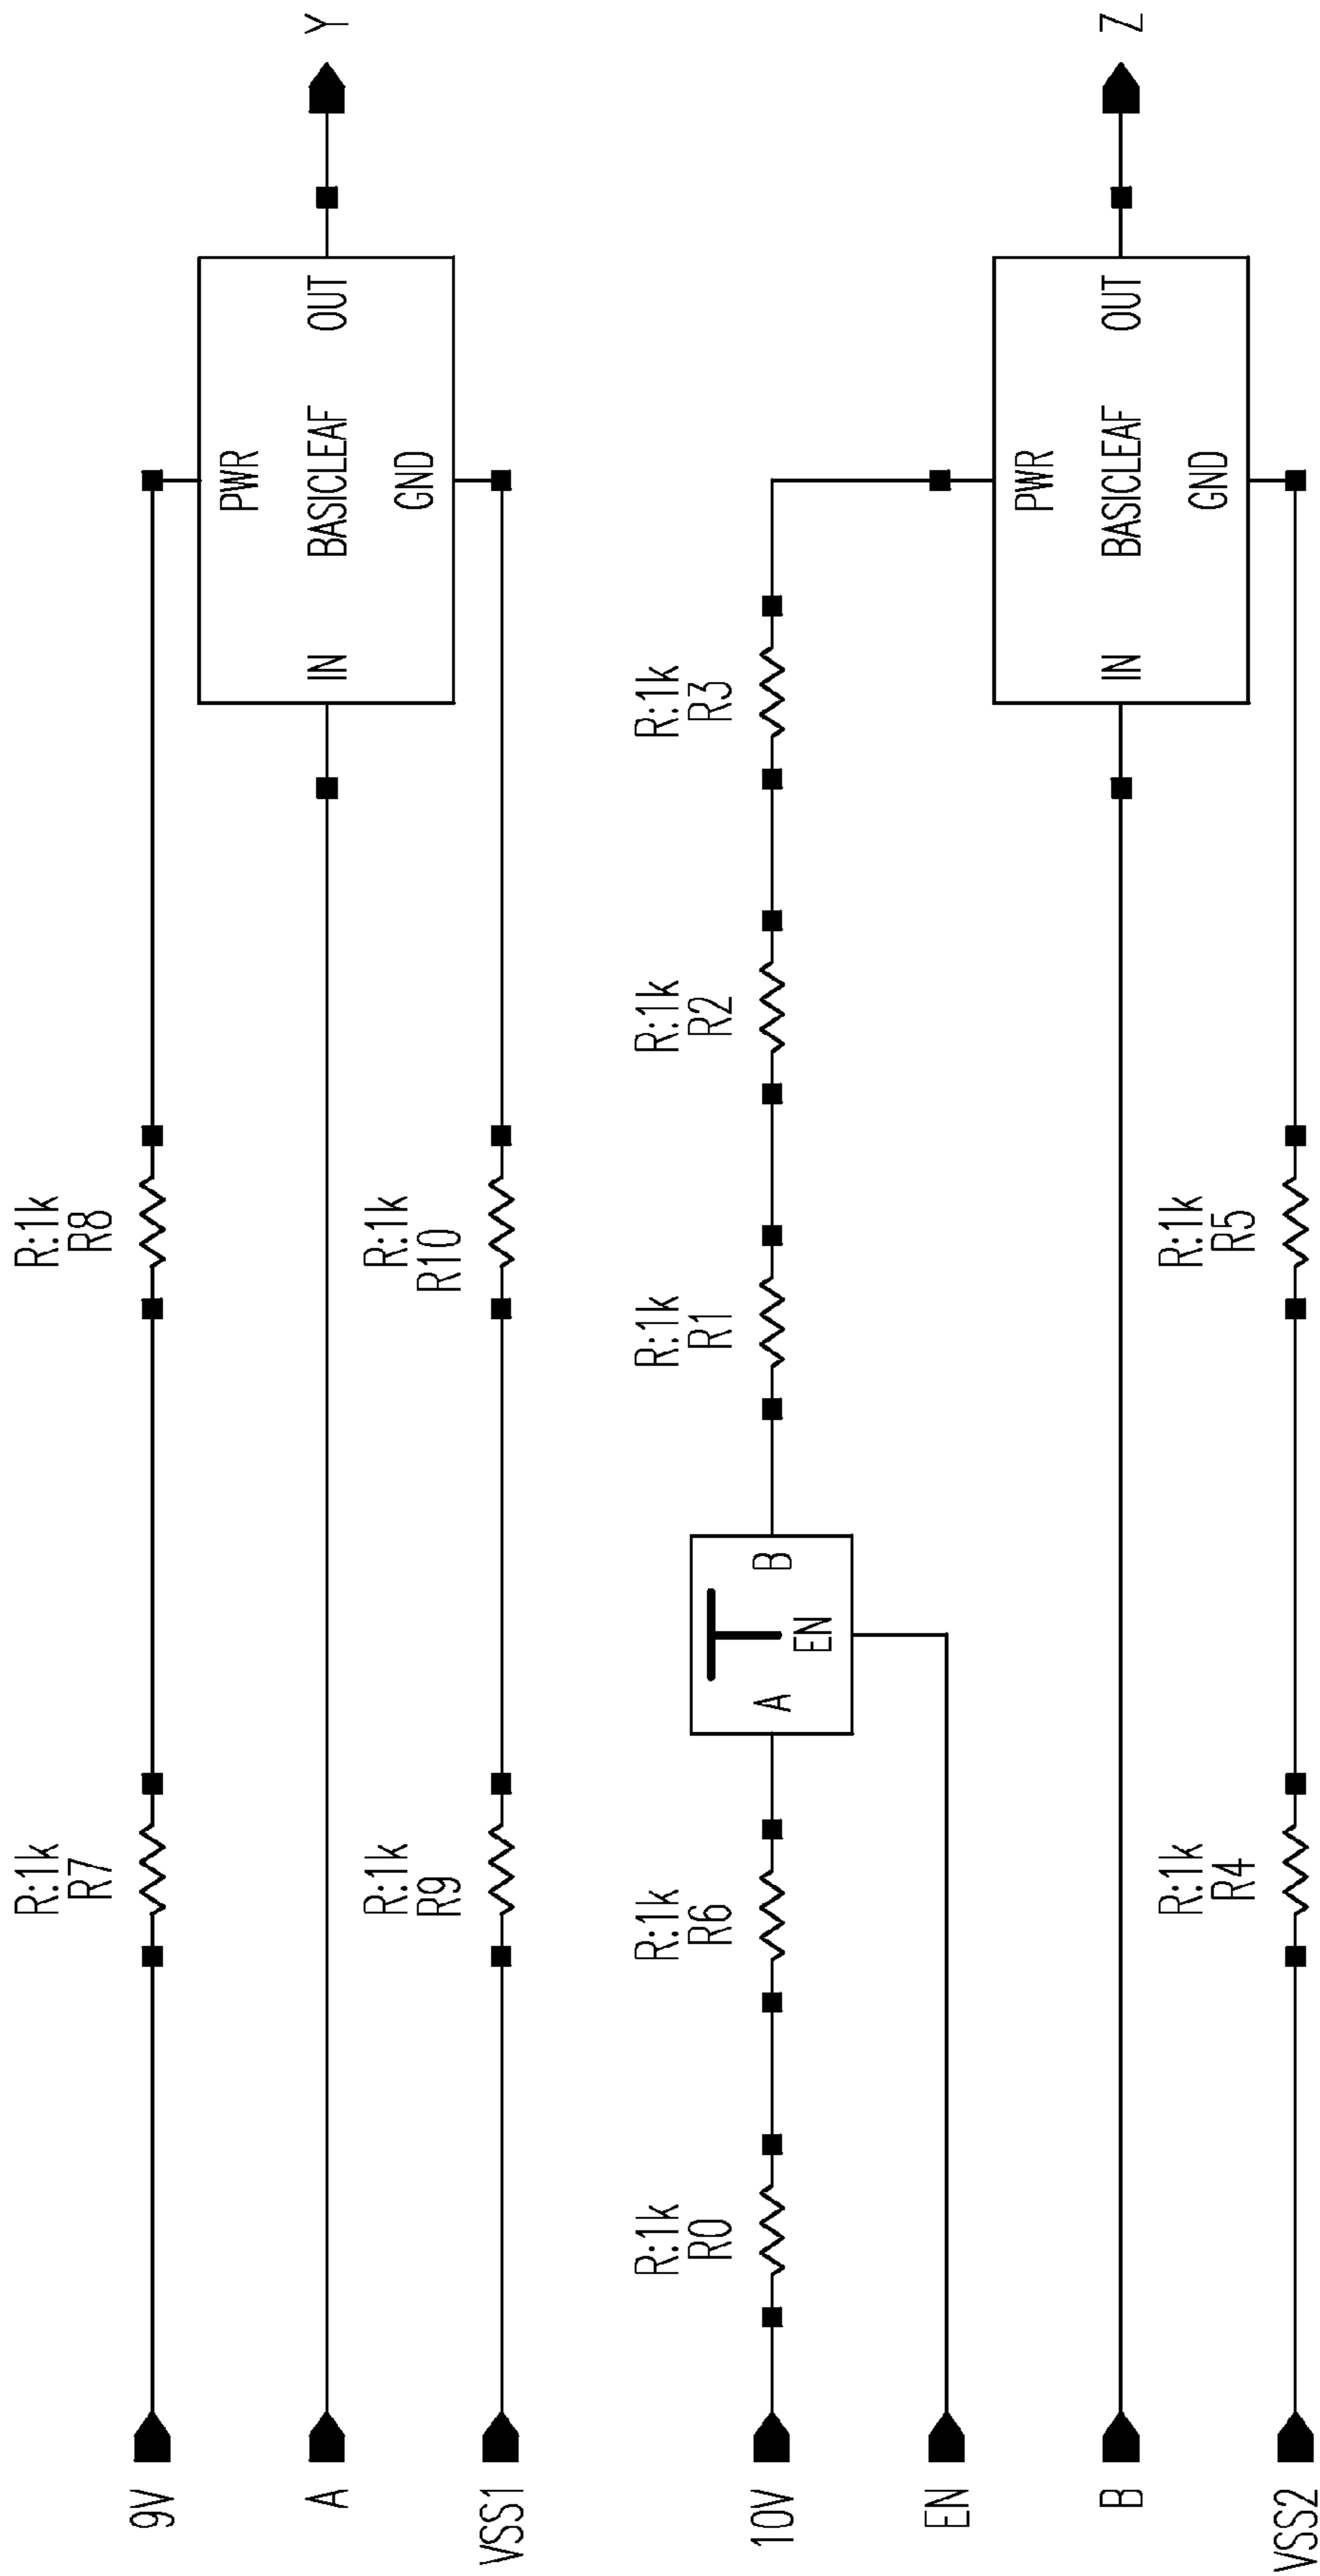 R:1k
R7
R:1k
R8
9V
PWR
A
IN
BASICLEAF
OUT
Y
R:1k
R9
R:1k
R10
GND
VSS1
R:1k
R0
R:1k
R6
R:1k
R1
R:1k
R2
R:1k
R3
10V
A
B
EN
EN
PWR
B
IN
BASICLEAF
OUT
Z
R:1k
R4
R:1k
R5
GND
VSS2